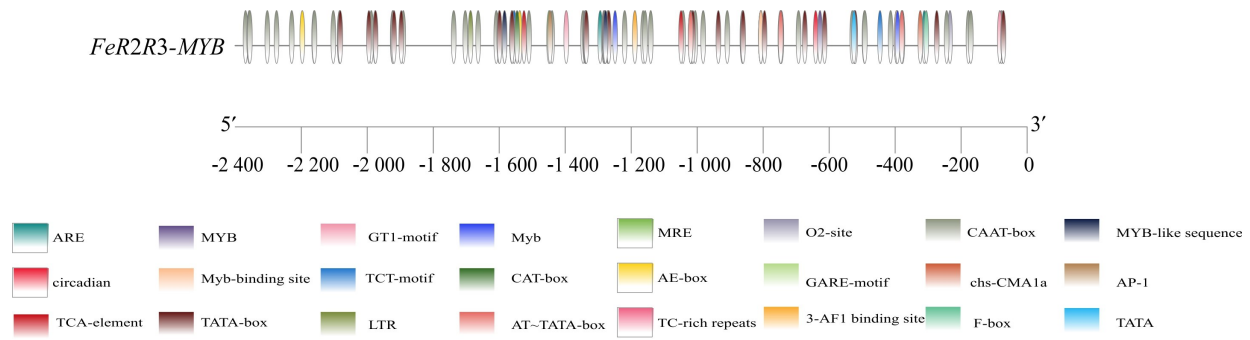 FeR2R3-MYB
5′ 3′
-2 400 -2 200 -2 000 -1 800 -1 600 -1 400 -1 200 -1 000 -800 -600 -400 -200 0
ARE MYB GT1-motif Myb MRE O2-site CAAT-box MYB-like sequence
circadian Myb-binding site TCT-motif CAT-box AE-box GARE-motif chs-CMA1a AP-1
TCA-element TATA-box LTR AT~TATA-box TC-rich repeats 3-AF1 binding site F-box TATA